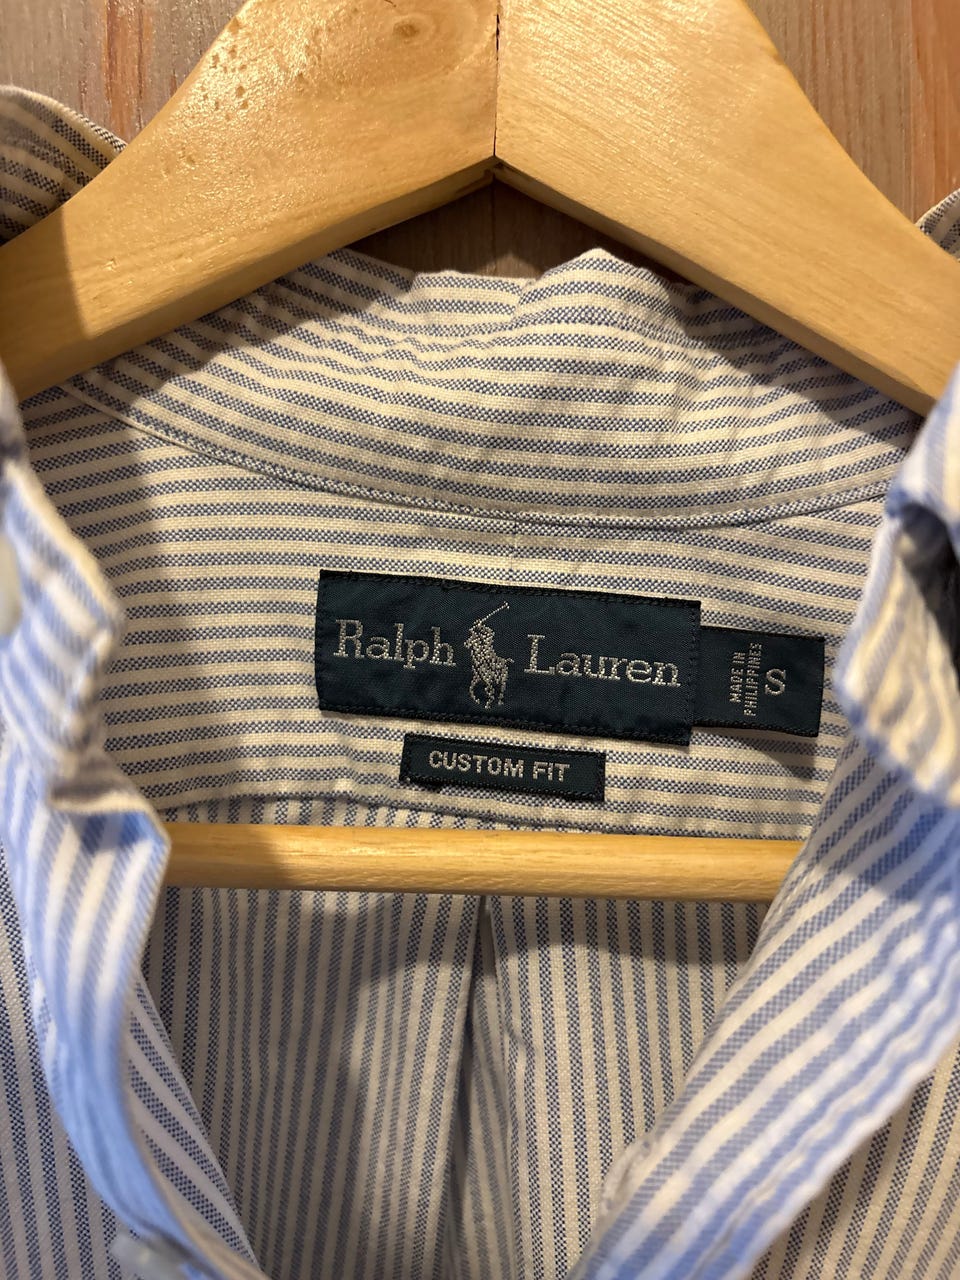 Ralph Lauren
MADE IN
PHILIPPINES
S
CUSTOM FIT